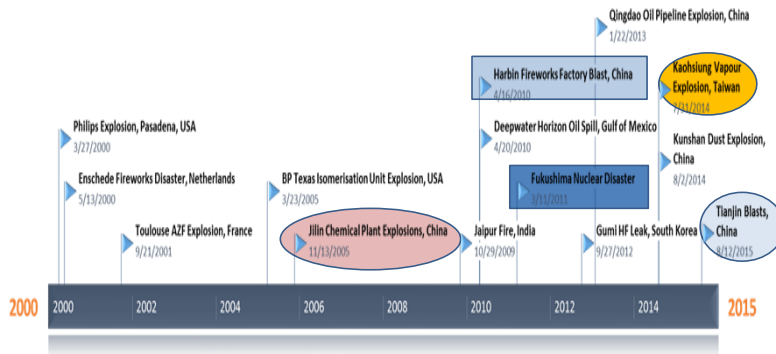 Qingdao Oil Pipeline Explosion, China
1/22/2013
Harbin Fireworks Factory Blast, China
4/16/2010
Kaohsiung Vapour
Explosion, Taiwan
7/31/2014
Philips Explosion, Pasadena, USA
3/27/2000
Deepwater Horizon Oil Spill, Gulf of Mexico
4/20/2010
Kunshan Dust Explosion,
China
8/2/2014
Enschede Fireworks Disaster, Netherlands
5/13/2000
BP Texas Isomerisation Unit Explosion, USA
3/23/2005
Fukushima Nuclear Disaster
3/11/2011
Tianjin Blasts,
China
8/12/2015
Toulouse AZF Explosion, France
9/21/2001
Jilin Chemical Plant Explosions, China
11/13/2005
Jaipur Fire, India
10/29/2009
Gumi HF Leak, South Korea
9/27/2012
2000
2000
2002
2004
2006
2008
2010
2012
2014
2015